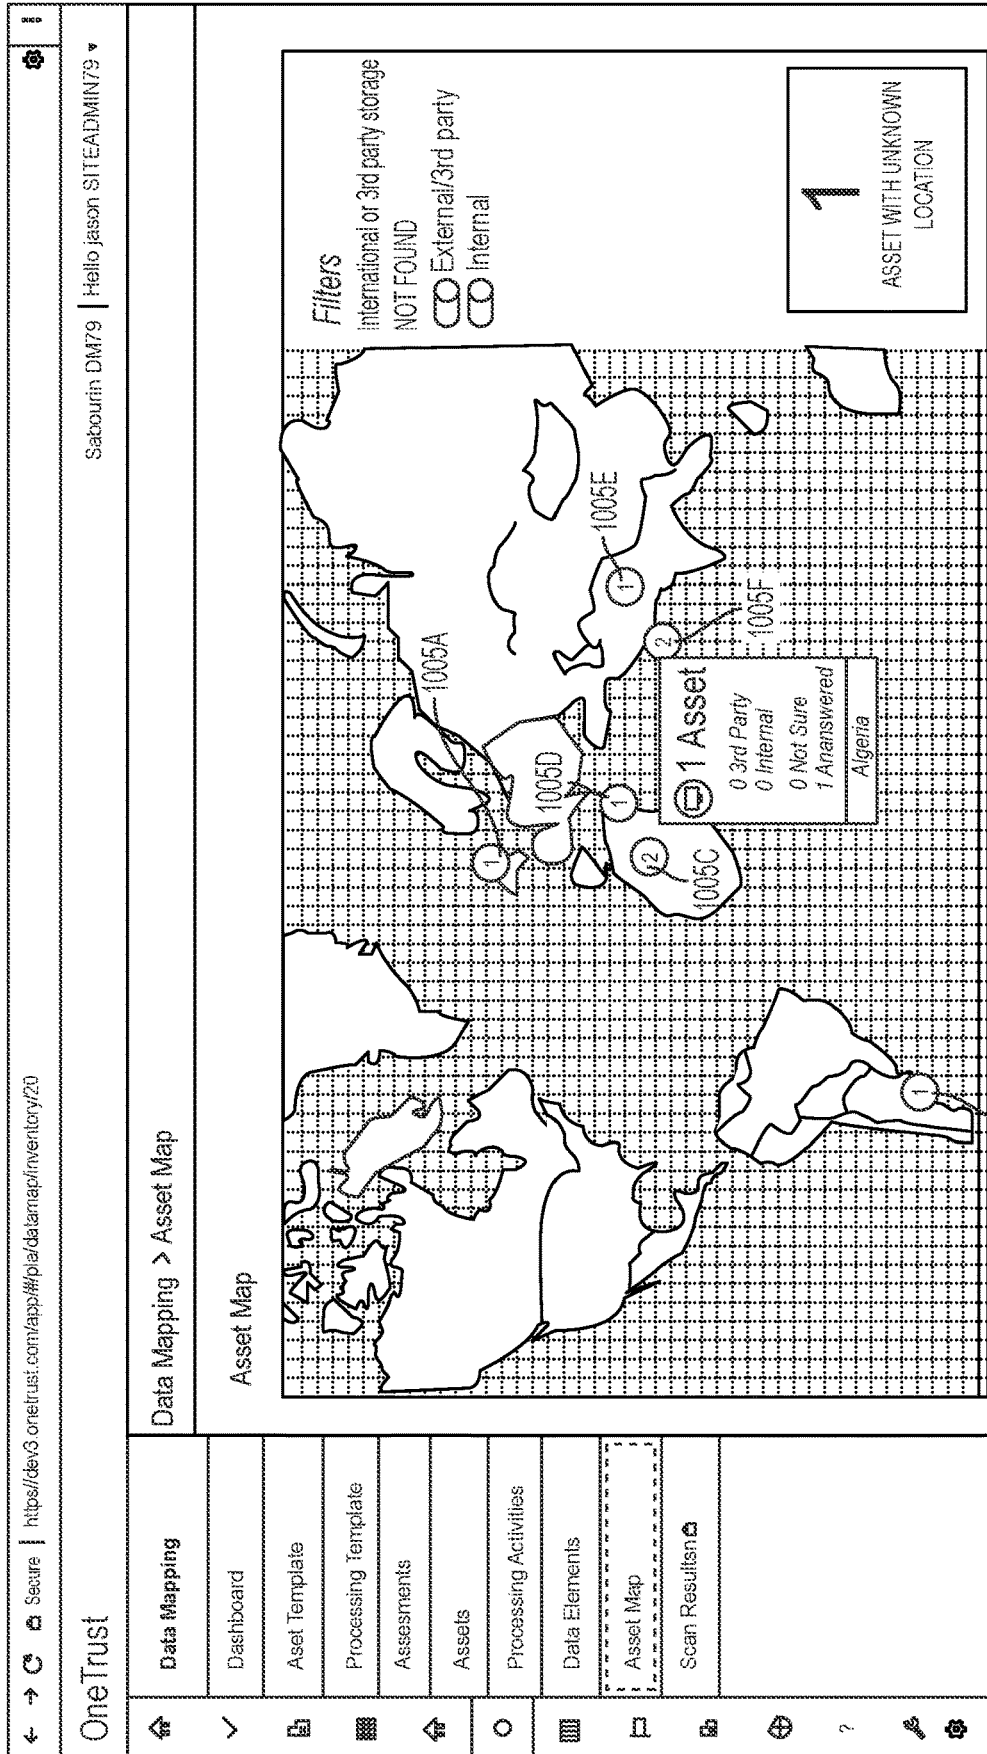 Secure | https//dev3.onetrust.com/app/#/pia/datamap/inventory/20
OneTrust
Sabourin DM79 | Hello jason SITEADMIN79
Data Mapping
Dashboard
Aset Template
Processing Template
Assesments
Assets
Processing Activities
Data Elements
Asset Map
Scan Resultsn
?
Data Mapping > Asset Map
Asset Map
1005A
1
1005D
1
2
1005C
1
1005E
2
1005F
1
1 Asset
0 3rd Party
0 Internal
0 Not Sure
1 Ananswered
Algeria
Filters
International or 3rd party storage
NOT FOUND
External/3rd party
Internal
1
ASSET WITH UNKNOWN
LOCATION